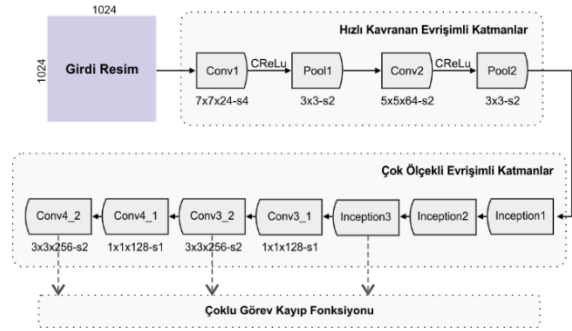 1024
1024
Girdi Resim
Hızlı Kavranan Evrişimli Katmanlar
Conv1
CReLu
Pool1
Conv2
CReLu
Pool2
7x7x24-s4
3x3-s2
5x5x64-s2
3x3-s2
Çok Ölçekli Evrişimli Katmanlar
Conv4_2
Conv4_1
Conv3_2
Conv3_1
Inception3
Inception2
Inception1
3x3x256-s2
1x1x128-s1
3x3x256-s2
1x1x128-s1
Çoklu Görev Kayıp Fonksiyonu